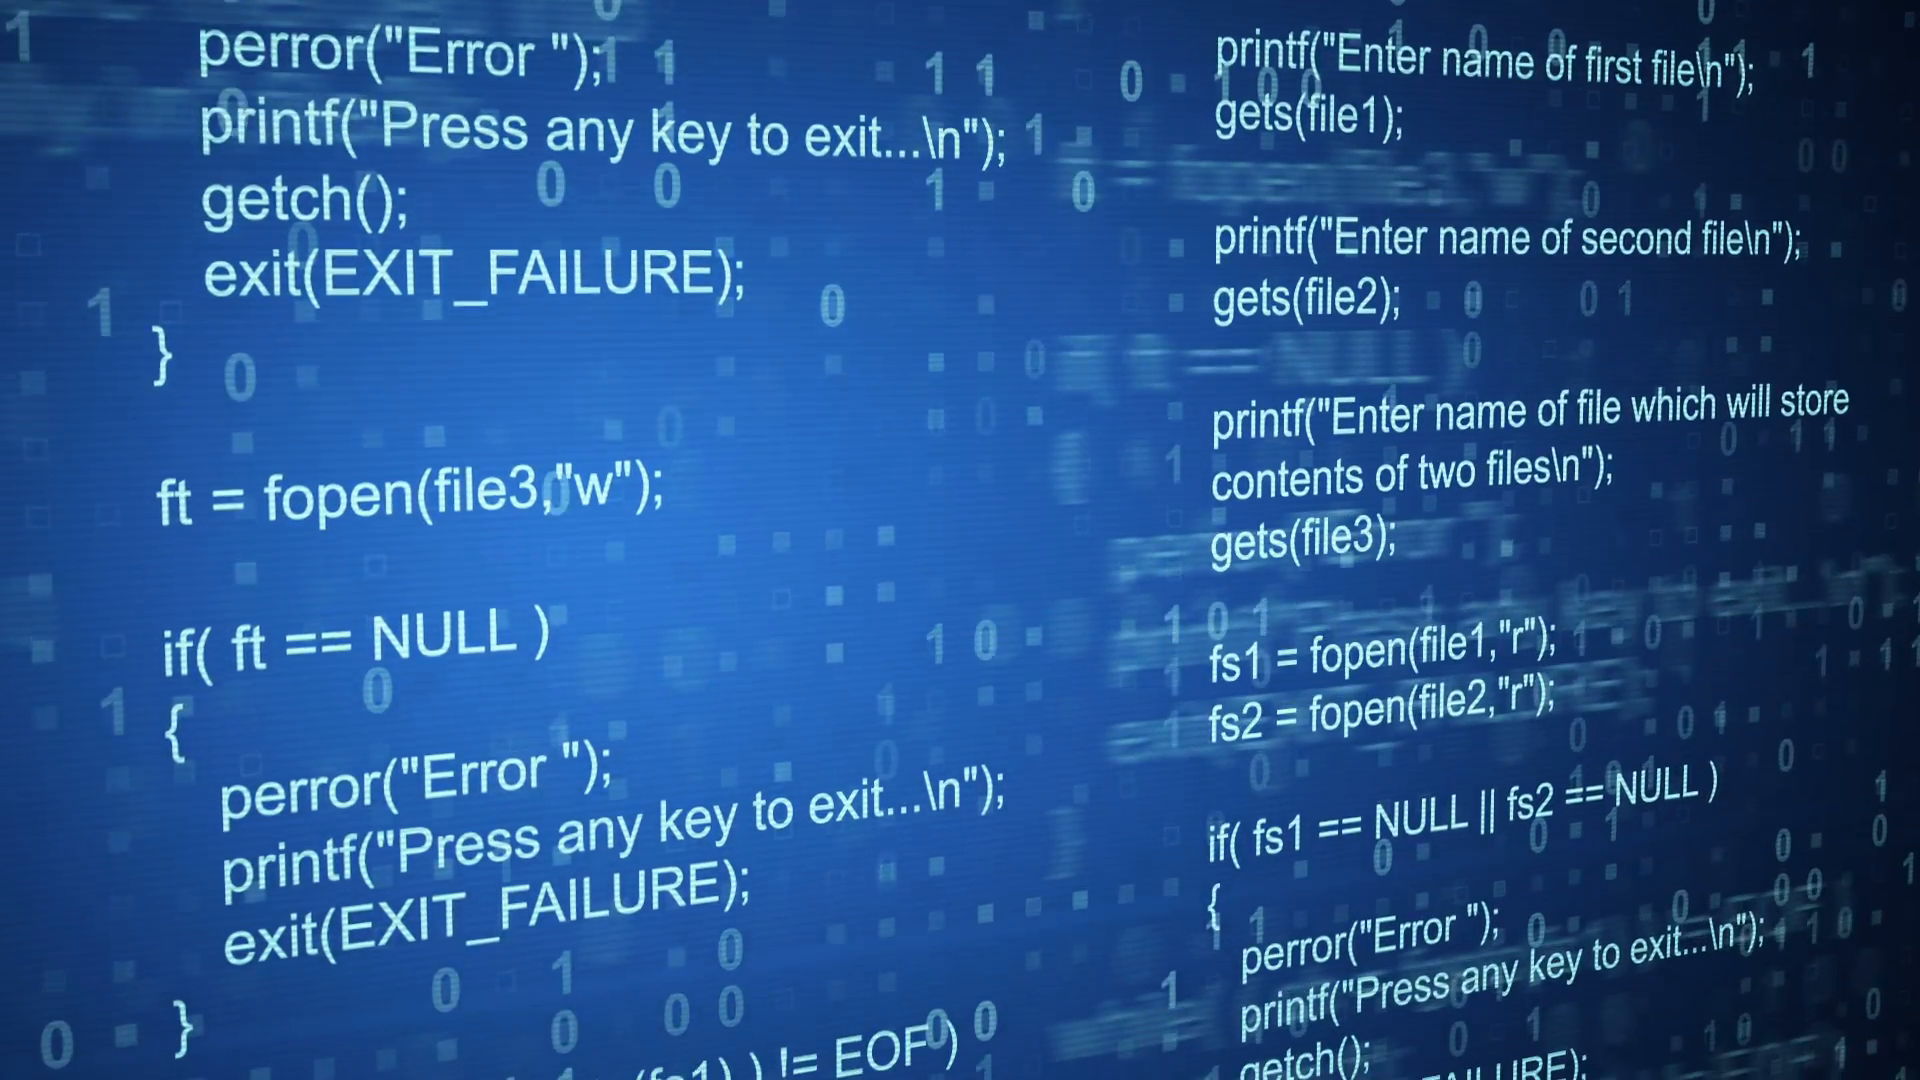 perror("Error ");
printf("Press any key to exit...\n");
getch();
exit(EXIT_FAILURE);
}
ft = fopen(file3,"w");
if( ft == NULL )
{
perror("Error ");
printf("Press any key to exit...\n");
exit(EXIT_FAILURE);
}
) ) != EOF )
printf("Enter name of first file\n");
gets(file1);
printf("Enter name of second file\n");
gets(file2);
printf("Enter name of file which will store
contents of two files\n");
gets(file3);
fs1 = fopen(file1,"r");
fs2 = fopen(file2,"r");
if( fs1 == NULL || fs2 == NULL )
{
perror("Error ");
printf("Press any key to exit...\n");
getch();